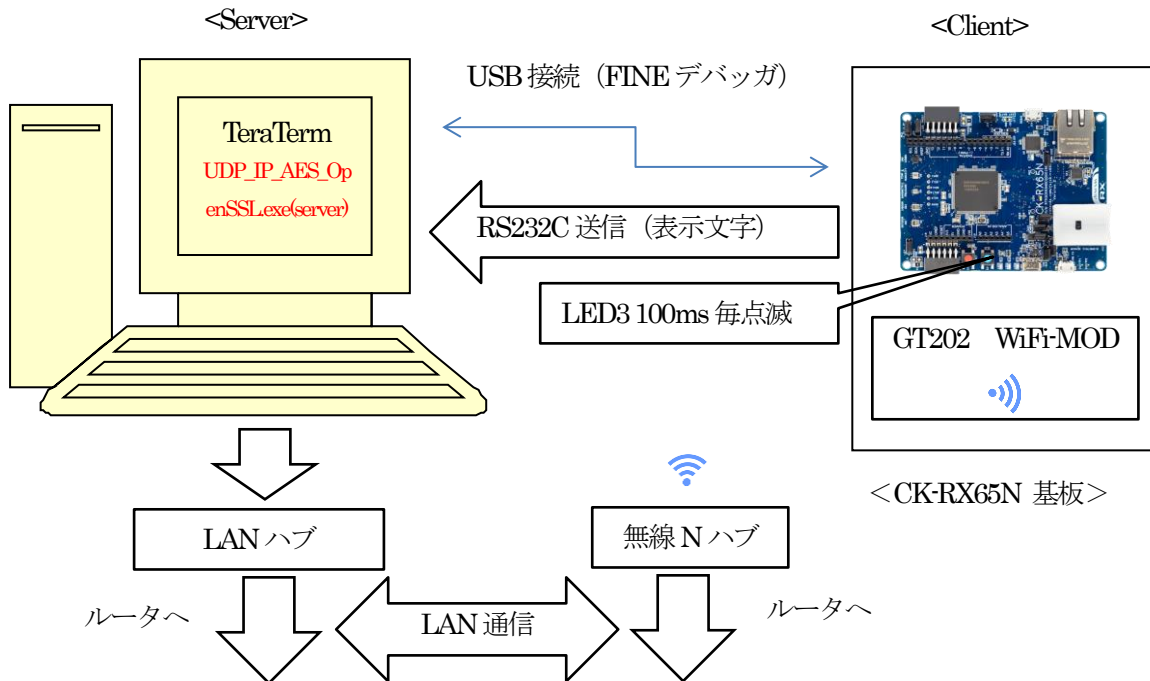 <Server>
<Client>
USB 接続（FINE デバッガ）
TeraTerm
UDP_IP_AES_Op
enSSL.exe(server)
RS232C 送信（表示文字）
CK-RX65N
LED3 100ms 毎点滅
GT202　WiFi-MOD
＜CK-RX65N 基板＞
LAN ハブ
無線 N ハブ
ルータへ
LAN 通信
ルータへ